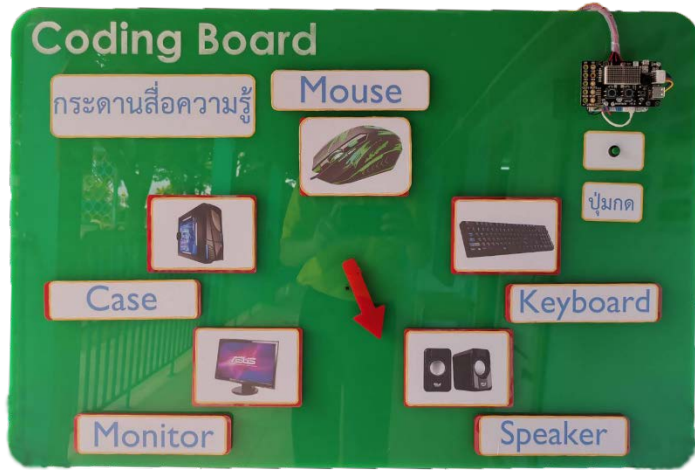 Coding Board
กระดานสื่อความรู้
Mouse
ปุ่มกด
Case
Keyboard
ASUS
Monitor
Speaker